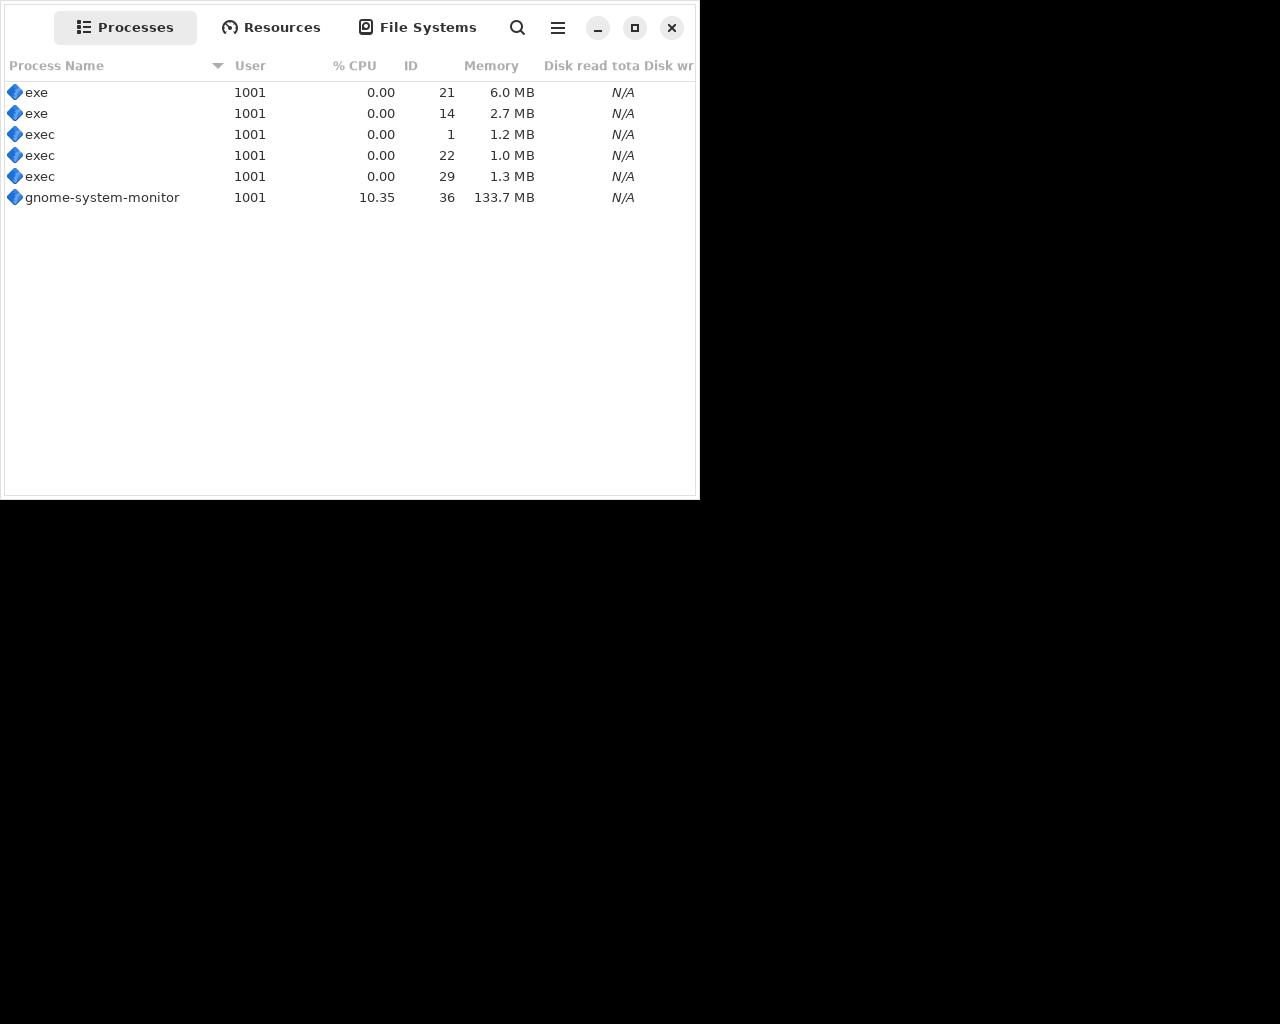 Processes Resources File Systems
Process Name User % CPU ID Memory Disk read tota Disk wr
exe 1001 0.00 21 6.0 MB N/A
exe 1001 0.00 14 2.7 MB N/A
exec 1001 0.00 1 1.2 MB N/A
exec 1001 0.00 22 1.0 MB N/A
exec 1001 0.00 29 1.3 MB N/A
gnome-system-monitor 1001 10.35 36 133.7 MB N/A